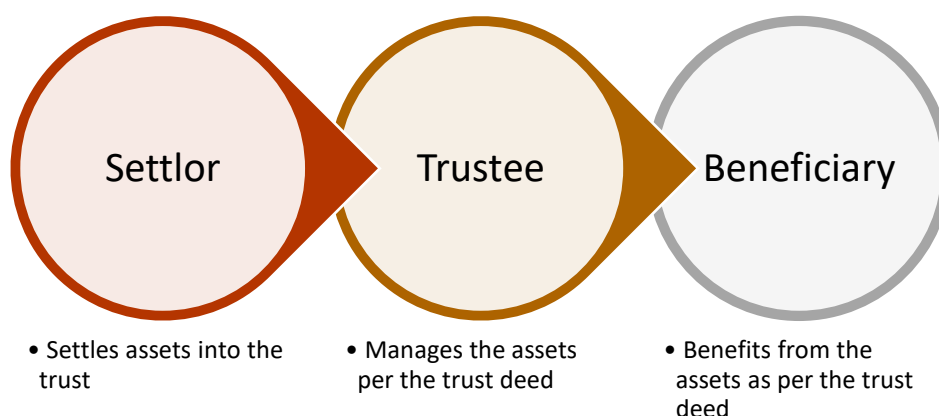 Settlor
Trustee
Beneficiary
• Settles assets into the
trust
• Manages the assets
per the trust deed
• Benefits from the
assets as per the trust
deed